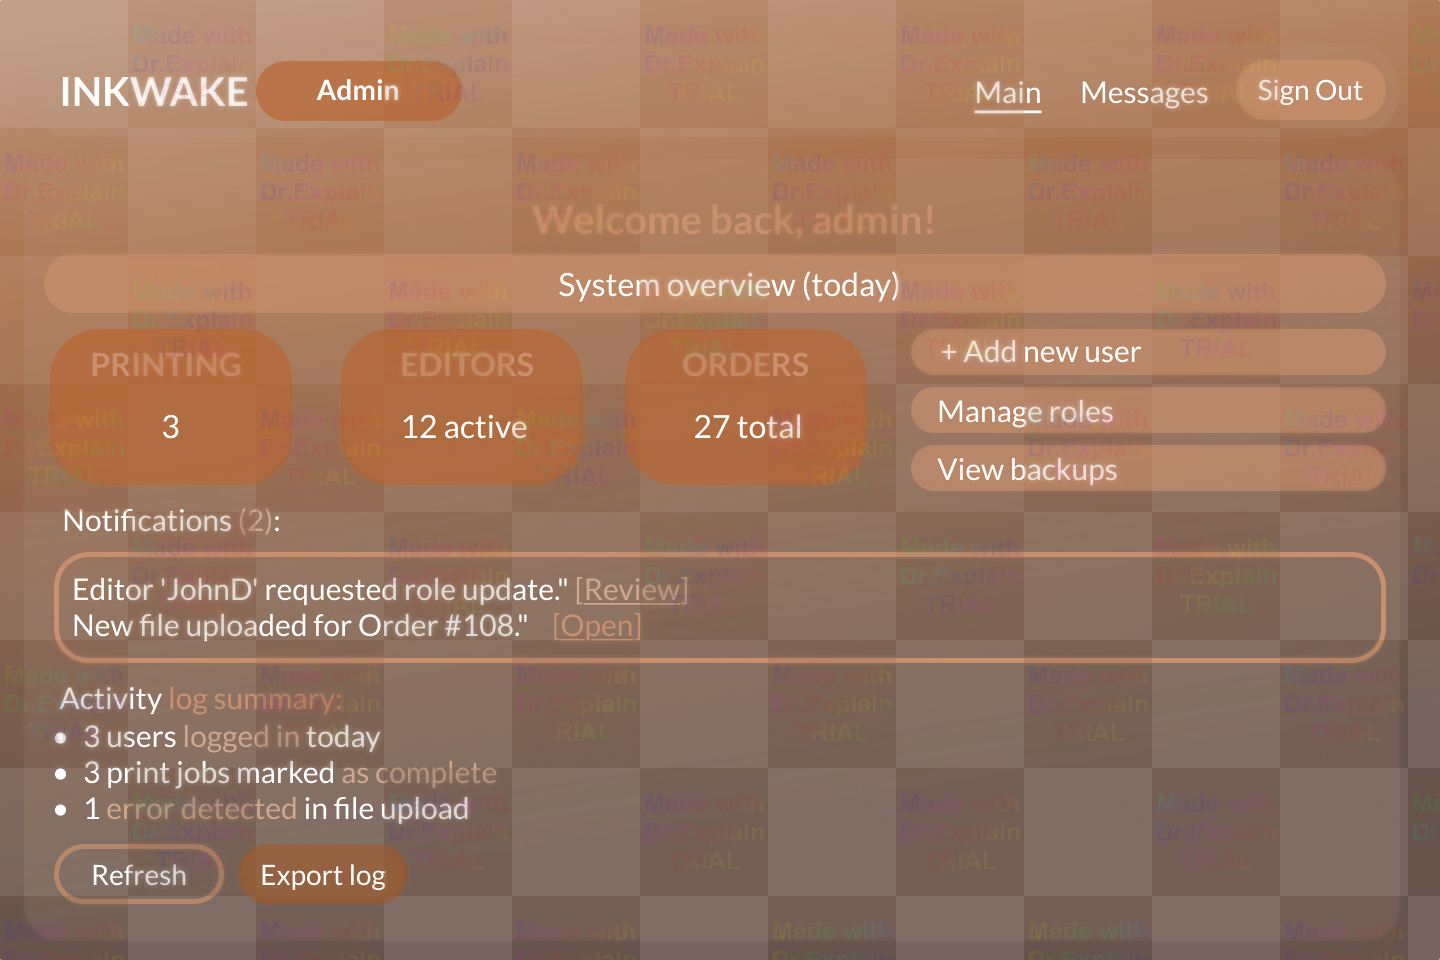 INKWAKE Admin Main Messages Sign Out
Welcome back, admin!
System overview (today)
PRINTING EDITORS ORDERS
3 12 active 27 total
+ Add new user
Manage roles
View backups
Notifications (2):
Editor 'JohnD' requested role update." [Review]
New file uploaded for Order #108." [Open]
Activity log summary:
• 3 users logged in today
• 3 print jobs marked as complete
• 1 error detected in file upload
Refresh Export log
Made with
Dr.Explain
TRIAL